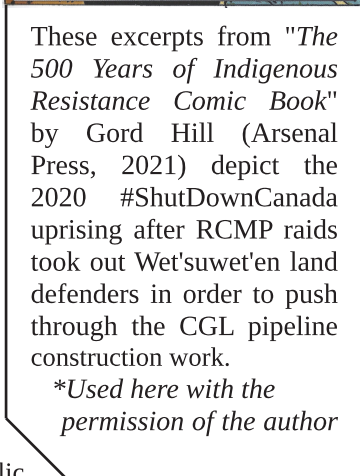 These excerpts from "The
500 Years of Indigenous
Resistance Comic Book"
by Gord Hill (Arsenal
Press, 2021) depict the
2020 #ShutDownCanada
uprising after RCMP raids
took out Wet'suwet'en land
defenders in order to push
through the CGL pipeline
construction work.
*Used here with the
permission of the author
lic